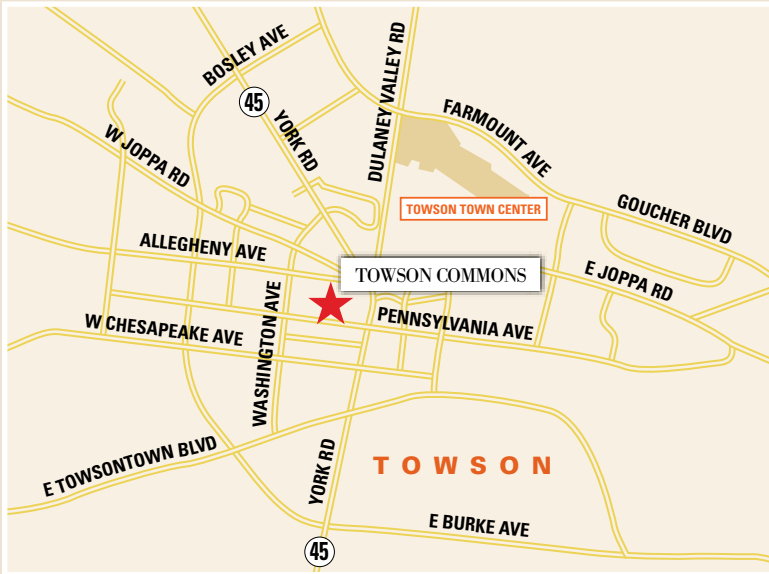 BOSLEY AVE
DULANEY VALLEY RD
45
YORK RD
FARMOUNT AVE
W JOPPA RD
TOWSON TOWN CENTER
GOUCHER BLVD
ALLEGHENY AVE
TOWSON COMMONS
E JOPPA RD
WASHINGTON AVE
PENNSYLVANIA AVE
W CHESAPEAKE AVE
E TOWSONTOWN BLVD
YORK RD
TOWSON
E BURKE AVE
45